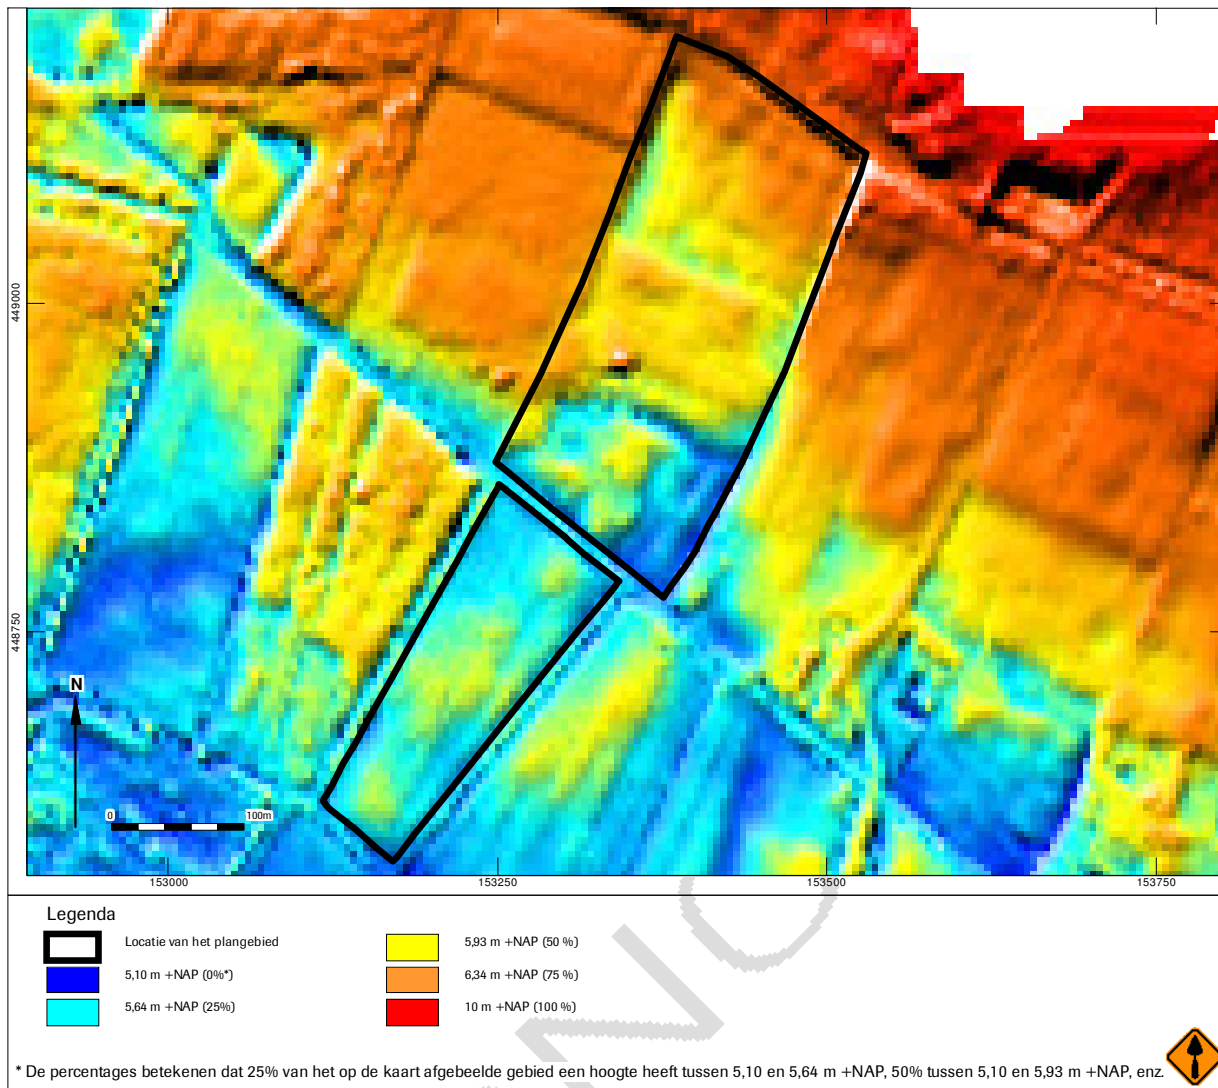 449000
448750
N
0 100m
153000 153250 153500 153750
Legenda
Locatie van het plangebied
5,10 m +NAP (0%*)
5,64 m +NAP (25%)
5,93 m +NAP (50 %)
6,34 m +NAP (75 %)
10 m +NAP (100 %)
* De percentages betekenen dat 25% van het op de kaart afgebeelde gebied een hoogte heeft tussen 5,10 en 5,64 m +NAP, 50% tussen 5,10 en 5,93 m +NAP, enz.